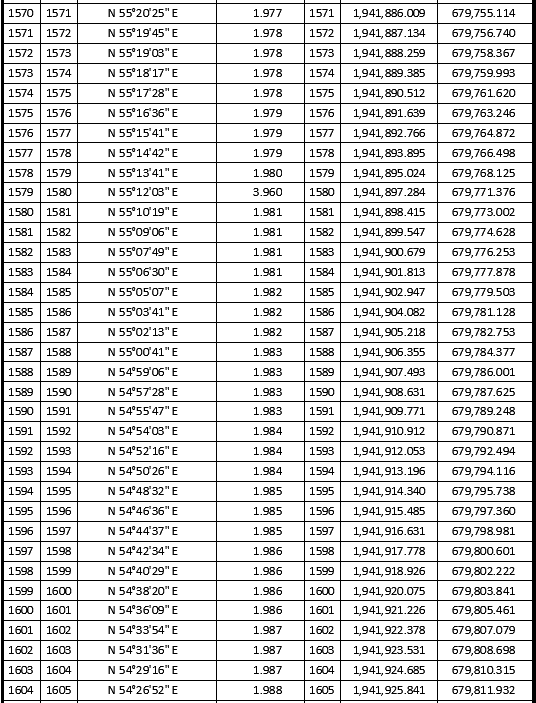 1570 1571 N 55°20'25" E 1.977 1571 1,941,886.009 679,755.114
1571 1572 N 55°19'45" E 1.978 1572 1,941,887.134 679,756.740
1572 1573 N 55°19'03" E 1.978 1573 1,941,888.259 679,758.367
1573 1574 N 55°18'17" E 1.978 1574 1,941,889.385 679,759.993
1574 1575 N 55°17'28" E 1.978 1575 1,941,890.512 679,761.620
1575 1576 N 55°16'36" E 1.979 1576 1,941,891.639 679,763.246
1576 1577 N 55°15'41" E 1.979 1577 1,941,892.766 679,764.872
1577 1578 N 55°14'42" E 1.979 1578 1,941,893.895 679,766.498
1578 1579 N 55°13'41" E 1.980 1579 1,941,895.024 679,768.125
1579 1580 N 55°12'03" E 3.960 1580 1,941,897.284 679,771.376
1580 1581 N 55°10'19" E 1.981 1581 1,941,898.415 679,773.002
1581 1582 N 55°09'06" E 1.981 1582 1,941,899.547 679,774.628
1582 1583 N 55°07'49" E 1.981 1583 1,941,900.679 679,776.253
1583 1584 N 55°06'30" E 1.981 1584 1,941,901.813 679,777.878
1584 1585 N 55°05'07" E 1.982 1585 1,941,902.947 679,779.503
1585 1586 N 55°03'41" E 1.982 1586 1,941,904.082 679,781.128
1586 1587 N 55°02'13" E 1.982 1587 1,941,905.218 679,782.753
1587 1588 N 55°00'41" E 1.983 1588 1,941,906.355 679,784.377
1588 1589 N 54°59'06" E 1.983 1589 1,941,907.493 679,786.001
1589 1590 N 54°57'28" E 1.983 1590 1,941,908.631 679,787.625
1590 1591 N 54°55'47" E 1.983 1591 1,941,909.771 679,789.248
1591 1592 N 54°54'03" E 1.984 1592 1,941,910.912 679,790.871
1592 1593 N 54°52'16" E 1.984 1593 1,941,912.053 679,792.494
1593 1594 N 54°50'26" E 1.984 1594 1,941,913.196 679,794.116
1594 1595 N 54°48'32" E 1.985 1595 1,941,914.340 679,795.738
1595 1596 N 54°46'36" E 1.985 1596 1,941,915.485 679,797.360
1596 1597 N 54°44'37" E 1.985 1597 1,941,916.631 679,798.981
1597 1598 N 54°42'34" E 1.986 1598 1,941,917.778 679,800.601
1598 1599 N 54°40'29" E 1.986 1599 1,941,918.926 679,802.222
1599 1600 N 54°38'20" E 1.986 1600 1,941,920.075 679,803.841
1600 1601 N 54°36'09" E 1.986 1601 1,941,921.226 679,805.461
1601 1602 N 54°33'54" E 1.987 1602 1,941,922.378 679,807.079
1602 1603 N 54°31'36" E 1.987 1603 1,941,923.531 679,808.698
1603 1604 N 54°29'16" E 1.987 1604 1,941,924.685 679,810.315
1604 1605 N 54°26'52" E 1.988 1605 1,941,925.841 679,811.932